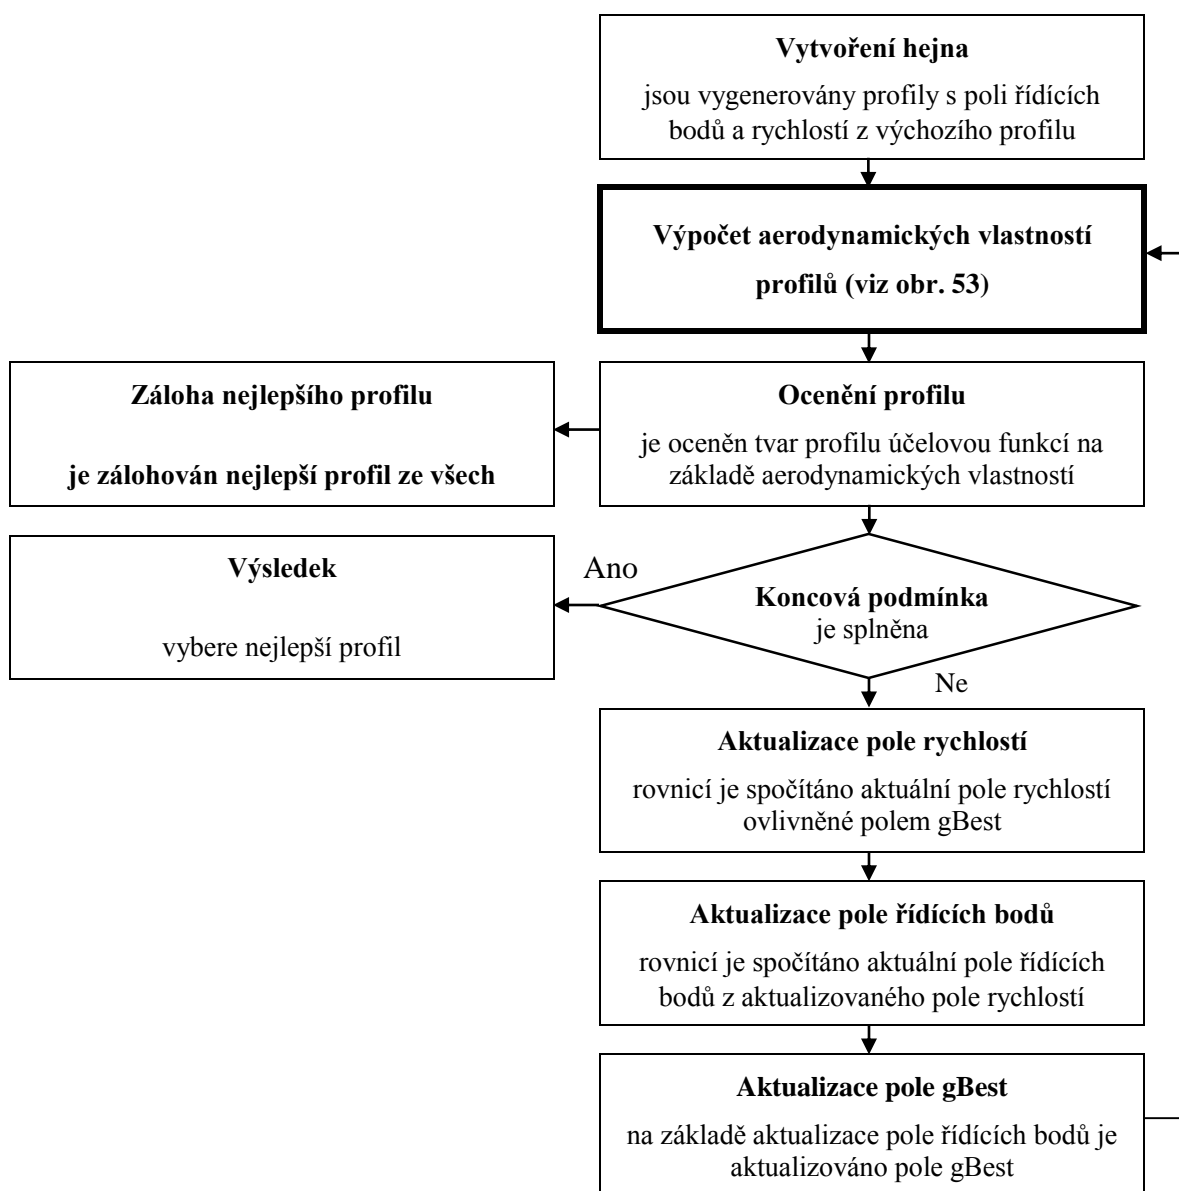 Vytvoření hejna
jsou vygenerovány profily s poli řídících
bodů a rychlostí z výchozího profilu
Výpočet aerodynamických vlastností
profilů (viz obr. 53)
Záloha nejlepšího profilu
je zálohován nejlepší profil ze všech
Ocenění profilu
je oceněn tvar profilu účelovou funkcí na
základě aerodynamických vlastností
Výsledek
vybere nejlepší profil
Ano
Koncová podmínka
je splněna
Ne
Aktualizace pole rychlostí
rovnicí je spočítáno aktuální pole rychlostí
ovlivněné polem gBest
Aktualizace pole řídících bodů
rovnicí je spočítáno aktuální pole řídících
bodů z aktualizovaného pole rychlostí
Aktualizace pole gBest
na základě aktualizace pole řídících bodů je
aktualizováno pole gBest